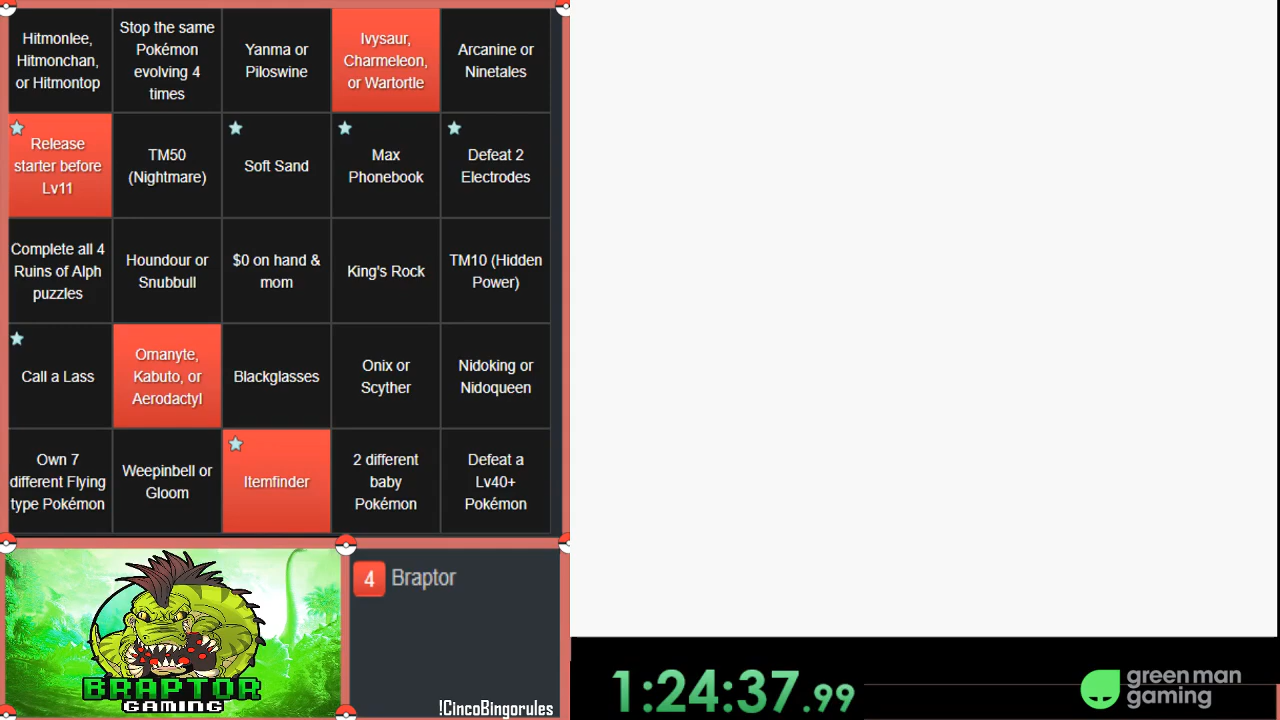 Hitmonlee,
Hitmonchan,
or Hitmontop
Stop the same
Pokémon
evolving 4
times
Yanma or
Piloswine
Ivysaur,
Charmeleon,
or Wartortle
Arcanine or
Ninetales
Release
starter before
Lv11
TM50
(Nightmare)
Soft Sand
Max
Phonebook
Defeat 2
Electrodes
Complete all 4
Ruins of Alph
puzzles
Houndour or
Snubbull
$0 on hand &
mom
King's Rock
TM10 (Hidden
Power)
Call a Lass
Omanyte,
Kabuto, or
Aerodactyl
Blackglasses
Onix or
Scyther
Nidoking or
Nidoqueen
Own 7
different Flying
type Pokémon
Weepinbell or
Gloom
Itemfinder
2 different
baby
Pokémon
Defeat a
Lv40+
Pokémon
BRAPTOR
GAMING
4 Braptor
!CincoBingorules
1:24:37.99
green man
gaming